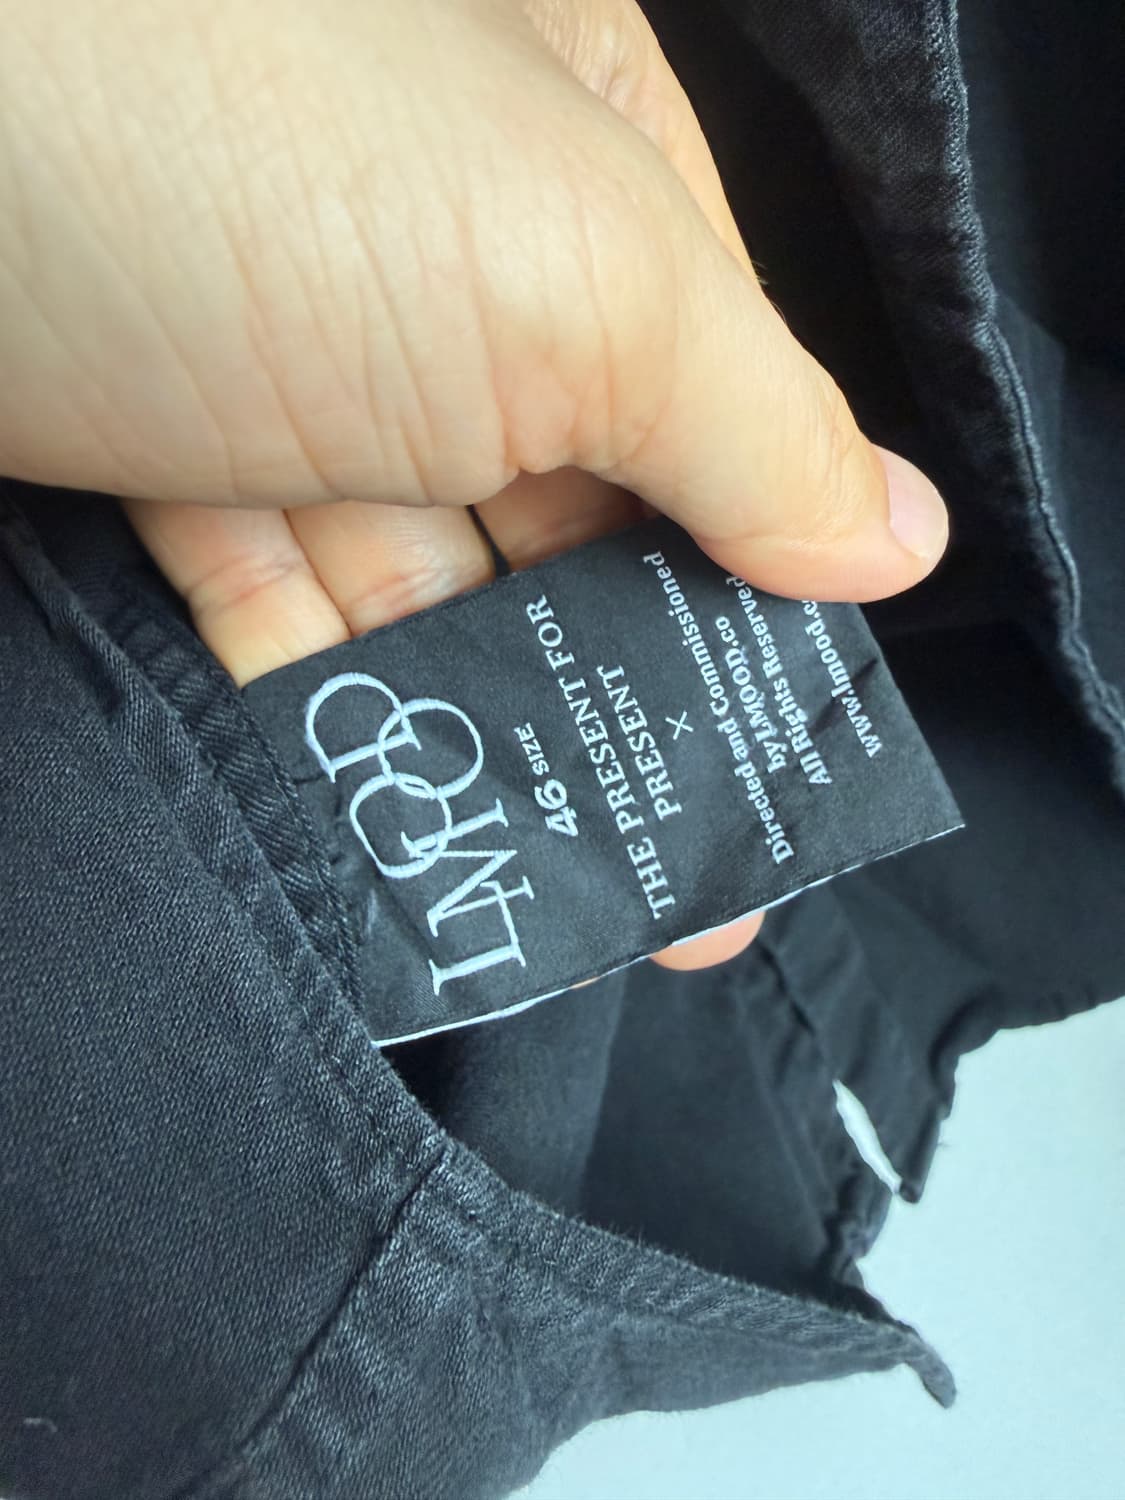 LMOOD
46 SIZE
THE PRESENT FOR
PRESENT
×
Directed and Commissioned
by LMOOD.co
All Rights Reserved